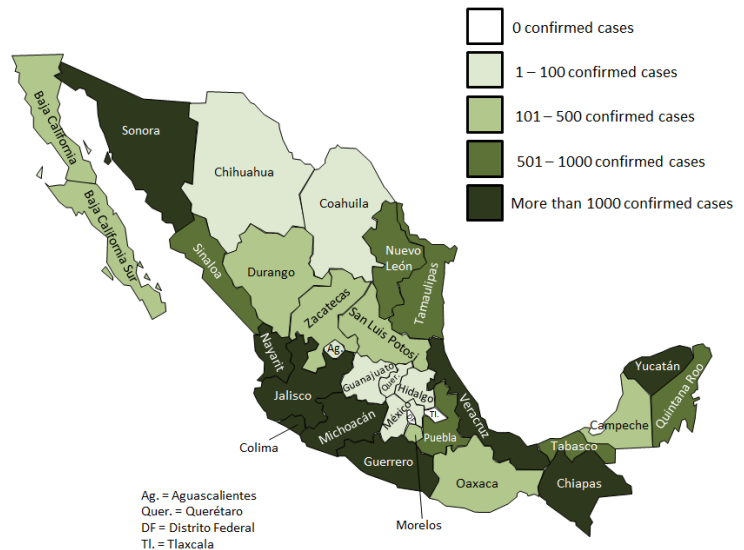 0 confirmed cases
1 – 100 confirmed cases
101 – 500 confirmed cases
501 – 1000 confirmed cases
More than 1000 confirmed cases
Baja California
Sonora
Chihuahua
Coahuila
Baja California Sur
Sinaloa
Durango
Nuevo
León
Tamaulipas
Zacatecas
San Luis Potosí
Nayarit
Ag.
Guanajuato
Quer.
Hidalgo
Jalisco
México
DF
Tl.
Veracruz
Yucatán
Quintana Roo
Campeche
Michoacán
Puebla
Tabasco
Colima
Guerrero
Oaxaca
Chiapas
Morelos
Ag. = Aguascalientes
Quer. = Querétaro
DF = Distrito Federal
Tl. = Tlaxcala